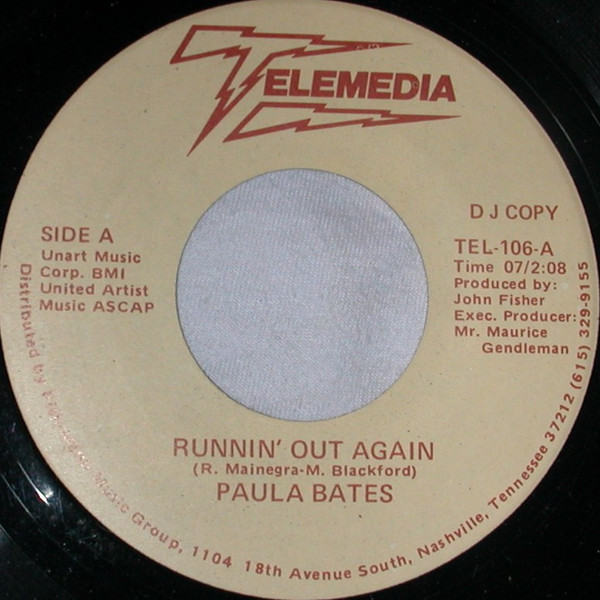 TELEMEDIA
D J COPY
SIDE A
Unart Music
Corp. BMI
United Artist
Music ASCAP
TEL-106-A
Time 07/2:08
Produced by:
John Fisher
Exec. Producer:
Mr. Maurice
Gendleman
RUNNIN' OUT AGAIN
(R. Mainegra-M. Blackford)
PAULA BATES
Distributed by Music Group, 1104 18th Avenue South, Nashville, Tennessee 37212 (615) 329-9155